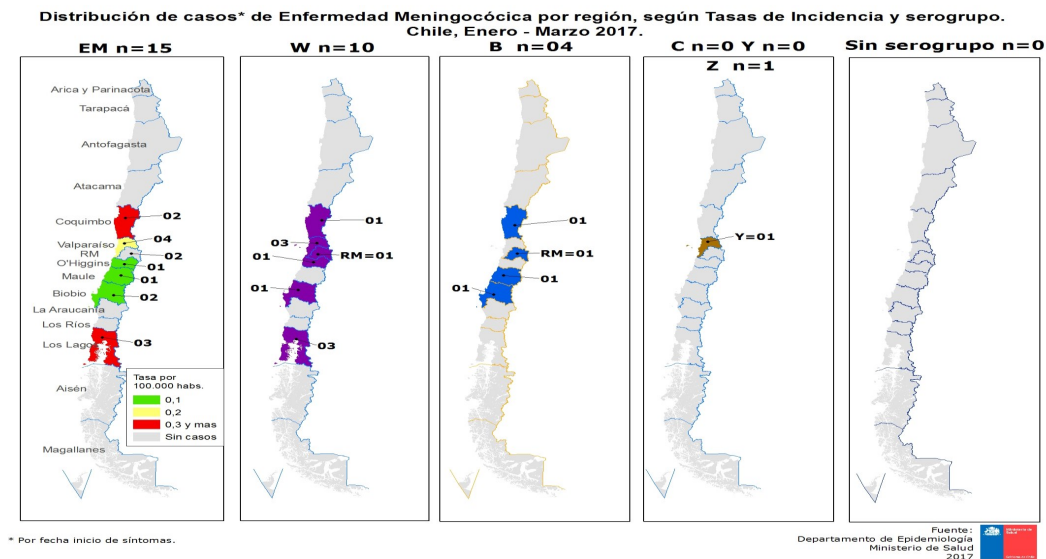 Distribución de casos* de Enfermedad Meningocócica por región, según Tasas de Incidencia y serogrupo.
Chile, Enero - Marzo 2017.
EM n=15
W n=10
B n=04
C n=0 Y n=0
Z n=1
Sin serogrupo n=0
Arica y Parinacota
Tarapacá
Antofagasta
Atacama
Coquimbo
Valparaíso
RM
O'Higgins
Maule
Biobio
La Araucanía
Los Ríos
Los Lagos
Aisén
Magallanes
02
04
02
01
01
02
03
Tasa por
100.000 habs.
0,1
0,2
0,3 y mas
Sin casos
01
03
RM=01
01
01
03
01
RM=01
01
01
Y=01
* Por fecha inicio de síntomas.
Fuente:
Departamento de Epidemiología
Ministerio de Salud
2017